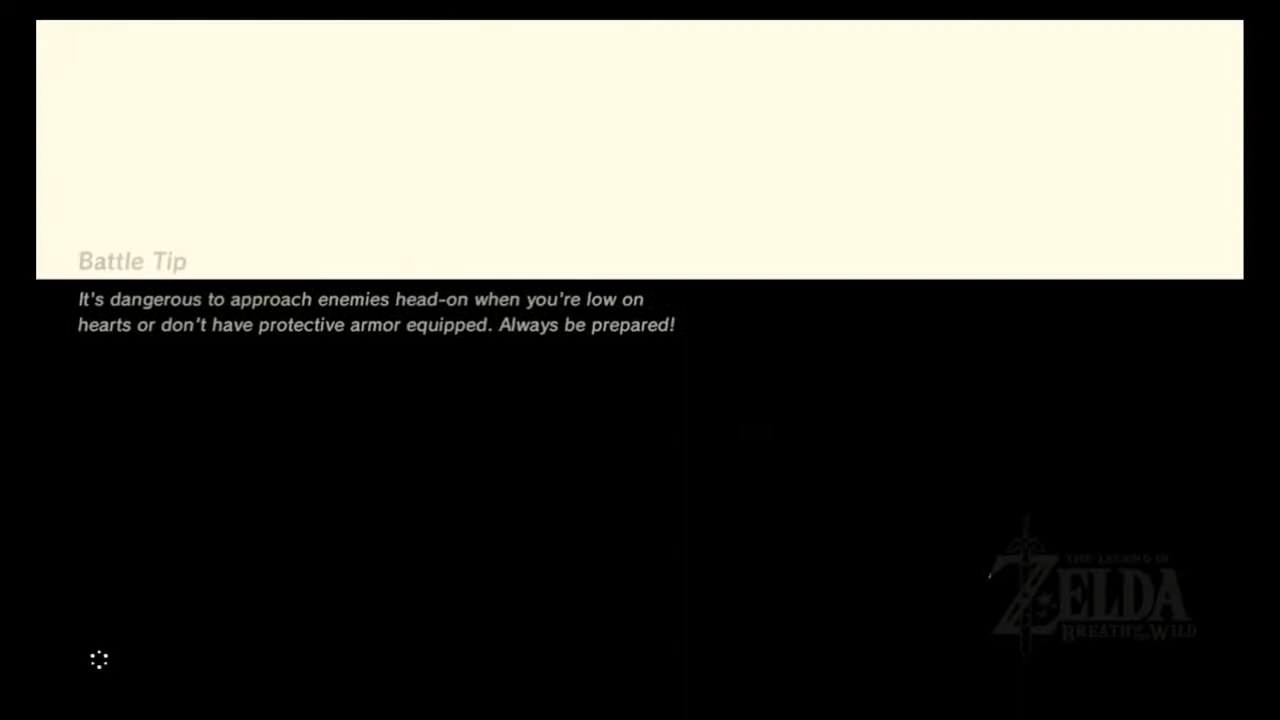 Battle Tip
It's dangerous to approach enemies head-on when you're low on
hearts or don't have protective armor equipped. Always be prepared!
THE LEGEND OF
ZELDA
BREATH OF THE WILD